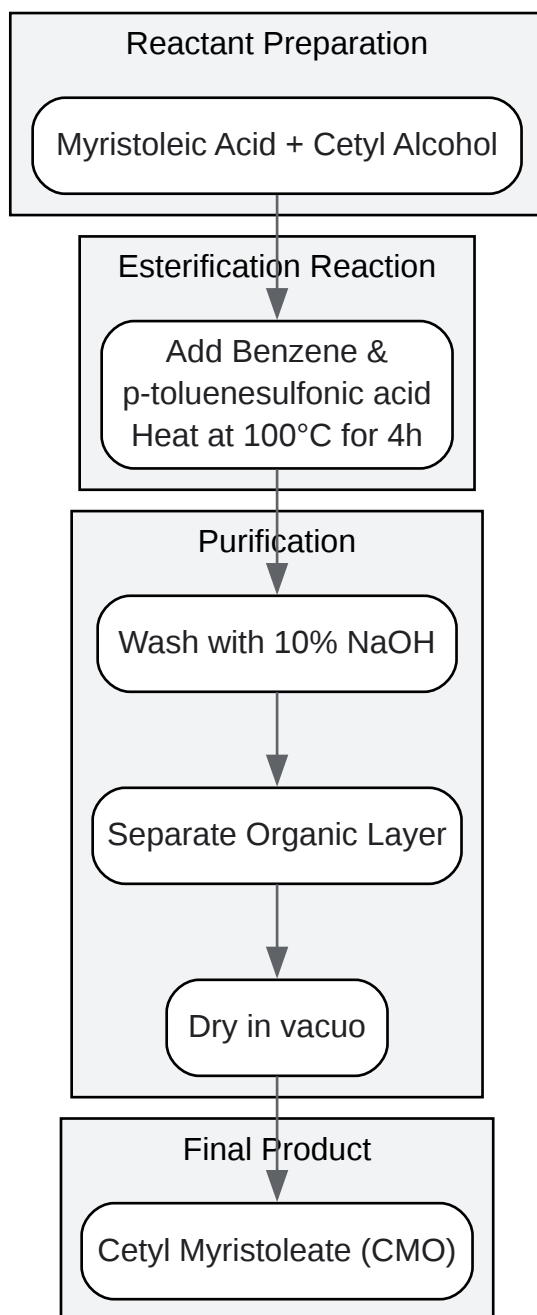 Reactant Preparation
Myristoleic Acid + Cetyl Alcohol
Esterification Reaction
Add Benzene &
p-toluenesulfonic acid
Heat at 100°C for 4h
Purification
Wash with 10% NaOH
Separate Organic Layer
Dry in vacuo
Final Product
Cetyl Myristoleate (CMO)